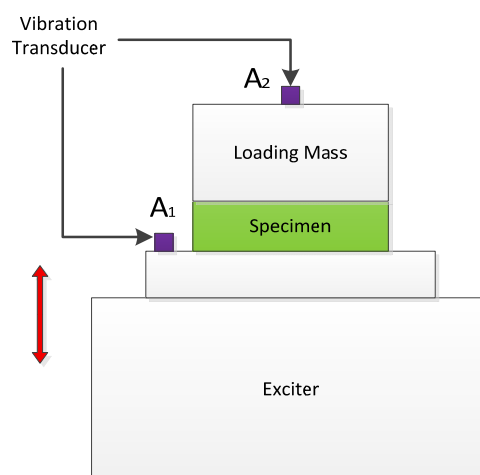 Vibration
Transducer
A2
Loading Mass
A1
Specimen
Exciter